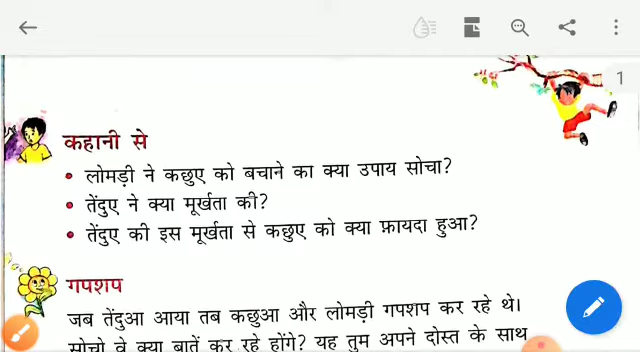 1
कहानी से
• लोमड़ी ने कछुए को बचाने का क्या उपाय सोचा?
• तेंदुए ने क्या मूर्खता की?
• तेंदुए की इस मूर्खता से कछुए को क्या फ़ायदा हुआ?
गपशप
जब तेंदुआ आया तब कछुआ और लोमड़ी गपशप कर रहे थे।
सोचो वे क्या बातें कर रहे होंगे? यह तुम अपने दोस्त के साथ